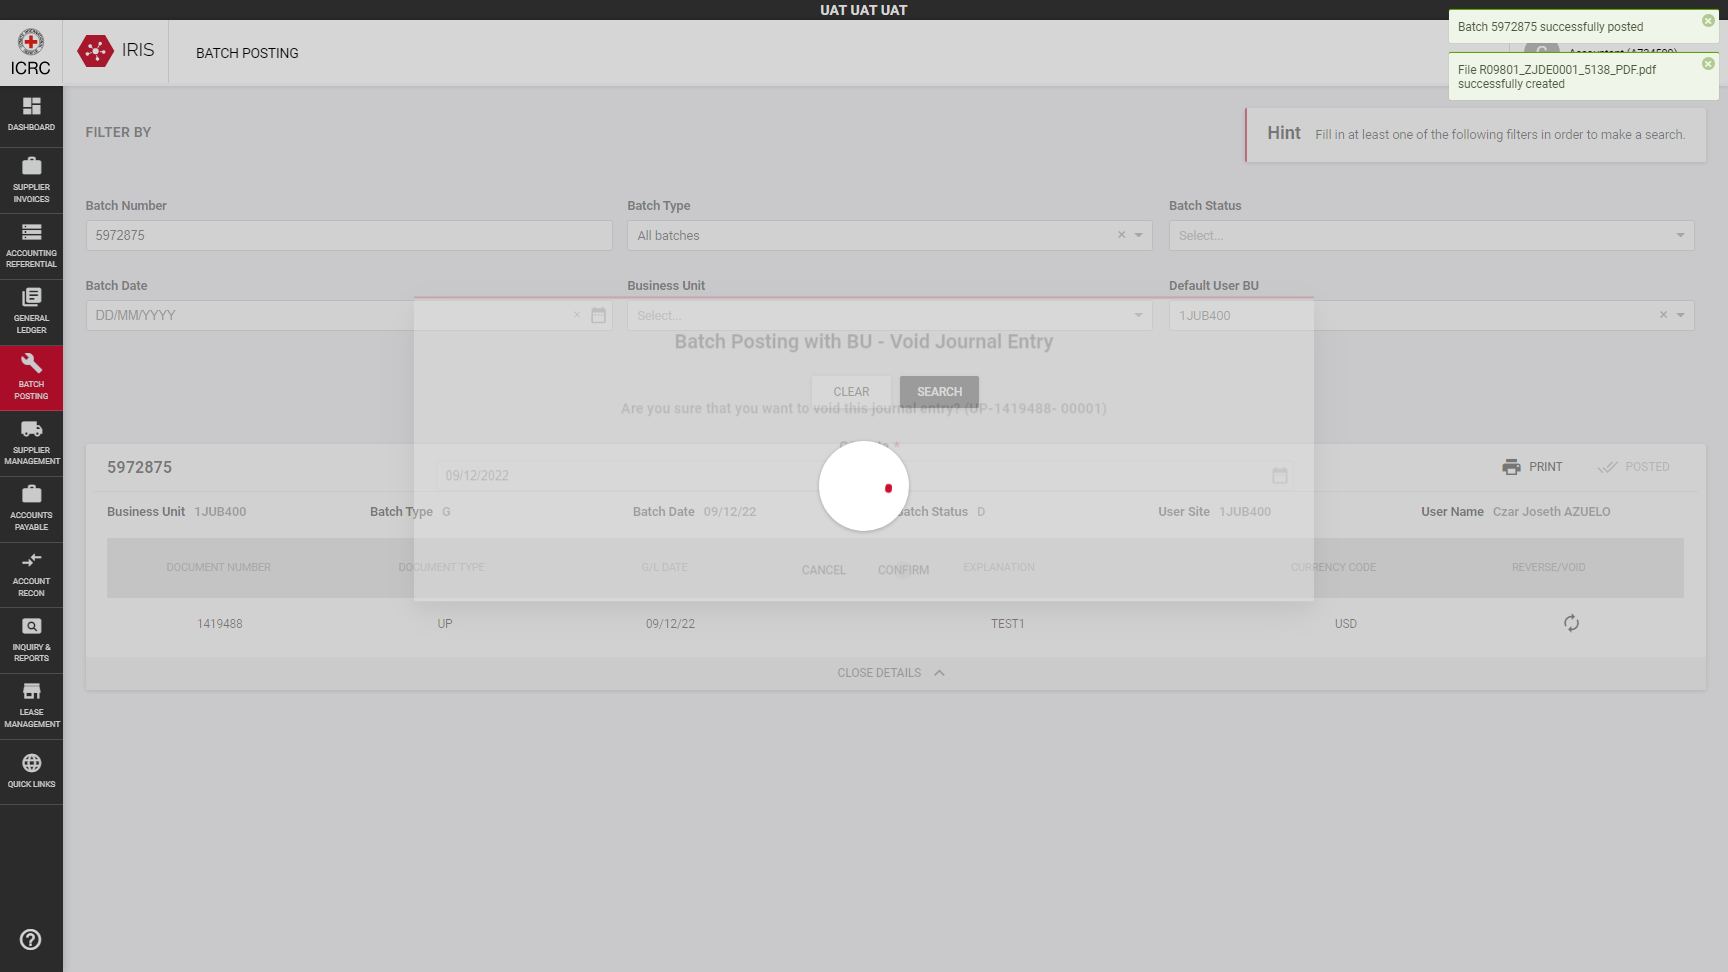 UAT UAT UAT
ICRC
IRIS
BATCH POSTING
Batch 5972875 successfully posted
File R09801_ZJDE0001_5138_PDF.pdf
successfully created
DASHBOARD
SUPPLIER
INVOICES
ACCOUNTING
REFERENTIAL
GENERAL
LEDGER
BATCH
POSTING
SUPPLIER
MANAGEMENT
ACCOUNTS
PAYABLE
ACCOUNT
RECON
INQUIRY &
REPORTS
LEASE
MANAGEMENT
QUICK LINKS
FILTER BY
Hint Fill in at least one of the following filters in order to make a search.
Batch Number Batch Type Batch Status
5972875 All batches Select...
Batch Date Business Unit Default User BU
DD/MM/YYYY Select... 1JUB400
Batch Posting with BU - Void Journal Entry
CLEAR SEARCH
Are you sure that you want to void this journal entry? (UP-1419488- 00001)
09/12/2022
5972875 PRINT POSTED
Business Unit 1JUB400 Batch Type G Batch Date 09/12/22 Batch Status D User Site 1JUB400 User Name Czar Joseth AZUELO
DOCUMENT NUMBER DOCUMENT TYPE G/L DATE EXPLANATION CURRENCY CODE REVERSE/VOID
CANCEL CONFIRM
1419488 UP 09/12/22 TEST1 USD
CLOSE DETAILS